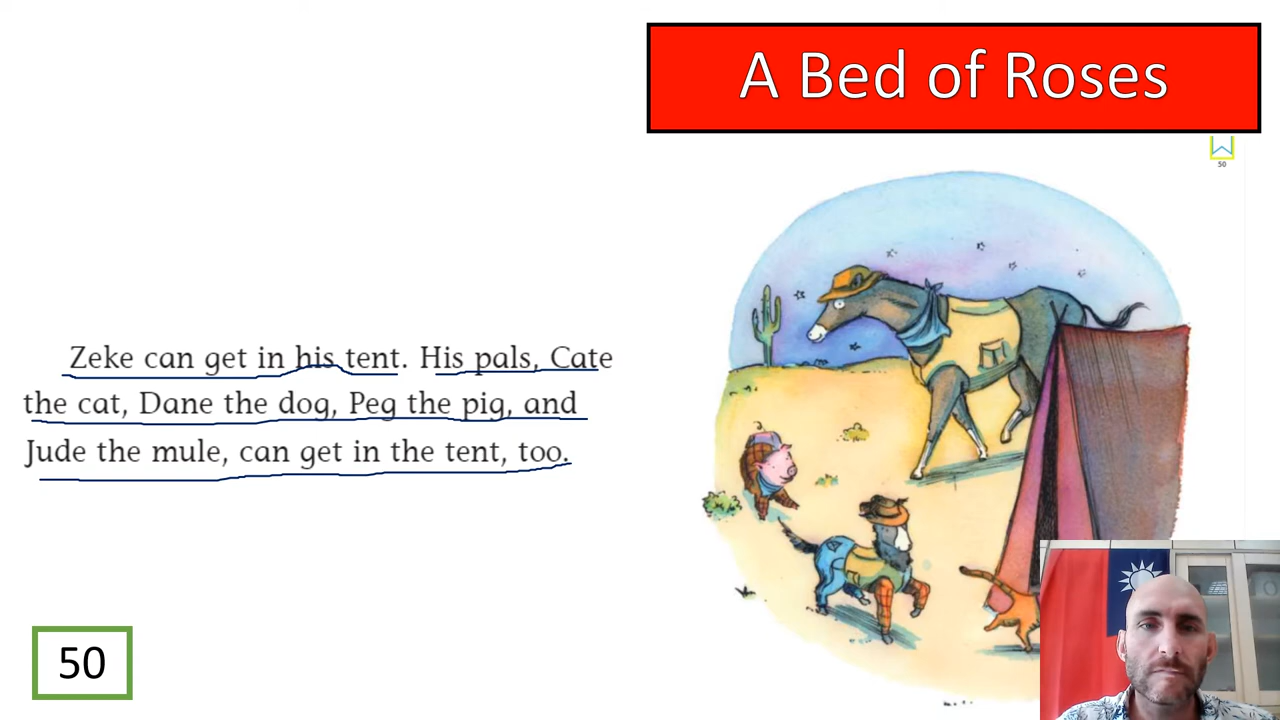 A Bed of Roses
50
Zeke can get in his tent. His pals, Cate
the cat, Dane the dog, Peg the pig, and
Jude the mule, can get in the tent, too.
50